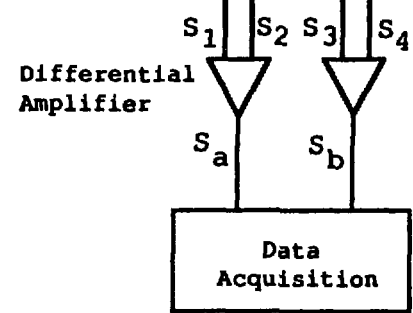 S1 S2 S3 S4
Differential
Amplifier
Sa Sb
Data
Acquisition